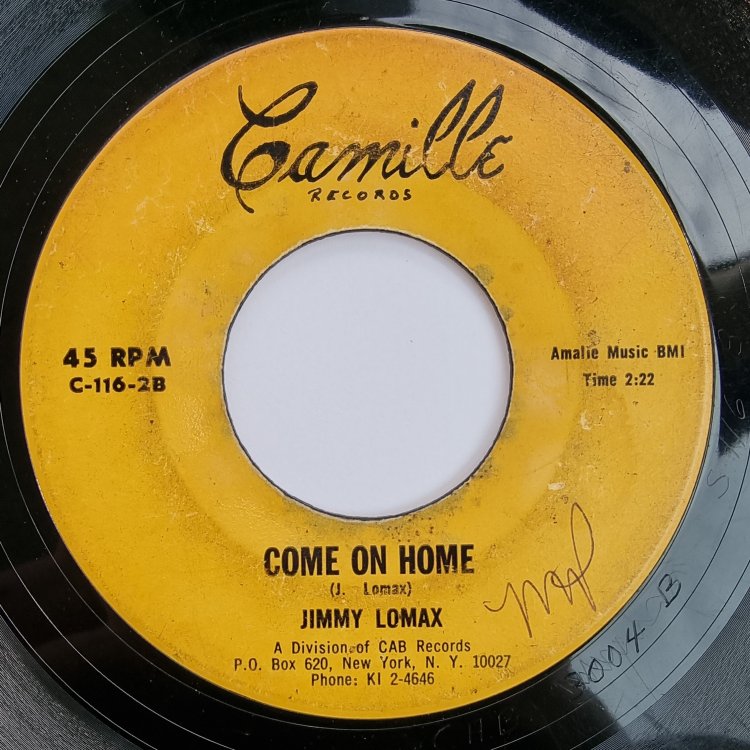 Camille
RECORDS
45 RPM
C-116-2B
Amalie Music BMI
Time 2:22
COME ON HOME
(J. Lomax)
JIMMY LOMAX
A Division of CAB Records
P.O. Box 620, New York, N. Y. 10027
Phone: KI 2-4646